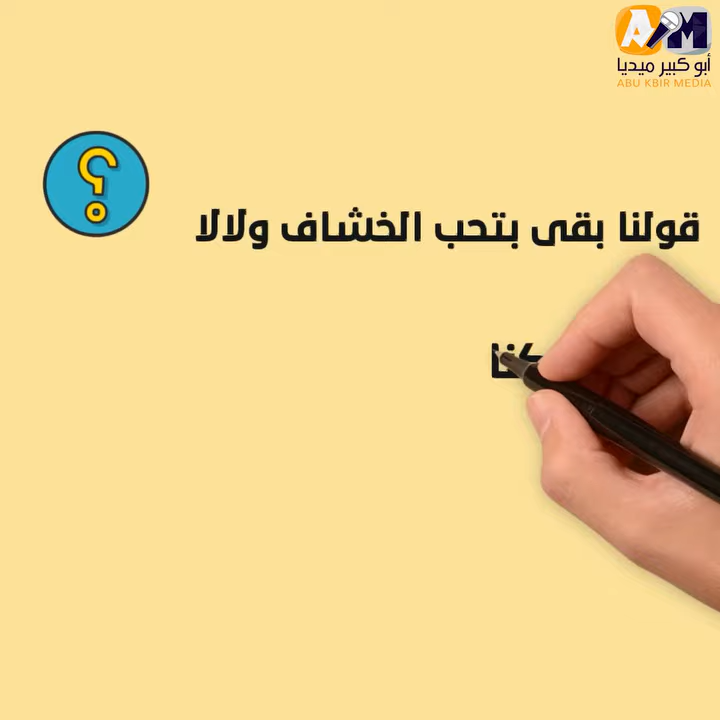 أبو كبير ميديا
ABU KBIR MEDIA
قولنا بقى بتحب الخشاف ولالا